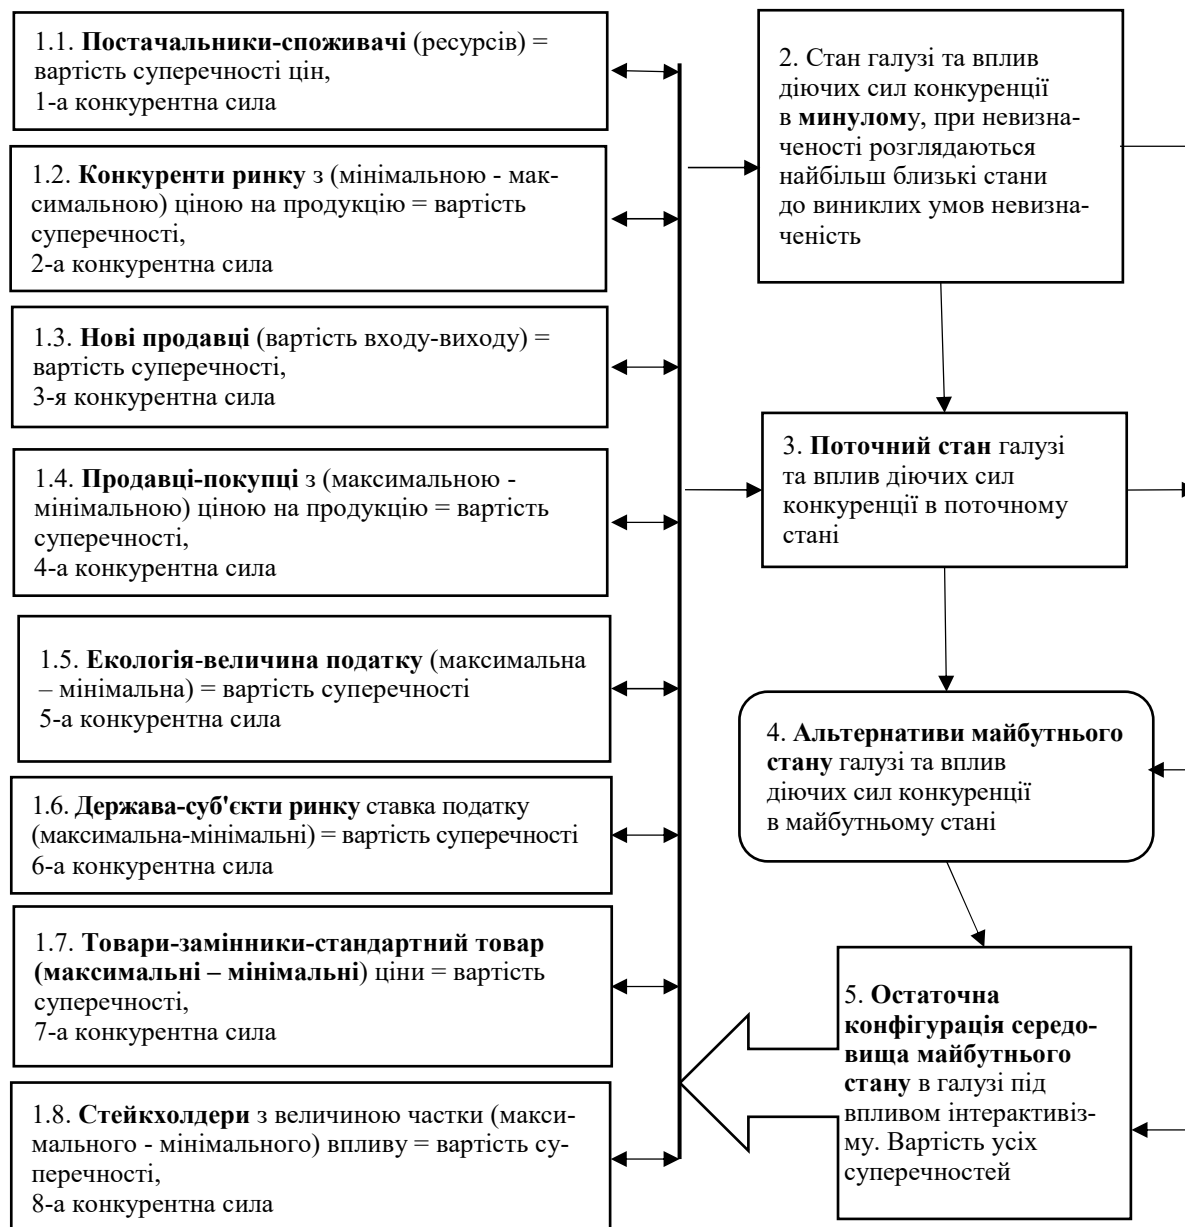 1.1. Постачальники-споживачі (ресурсів) =
вартість суперечності цін,
1-а конкурентна сила
1.2. Конкуренти ринку з (мінімальною - мак-
симальною) ціною на продукцію = вартість
суперечності,
2-а конкурентна сила
1.3. Нові продавці (вартість входу-виходу) =
вартість суперечності,
3-я конкурентна сила
1.4. Продавці-покупці з (максимальною -
мінімальною) ціною на продукцію = вартість
суперечності,
4-а конкурентна сила
1.5. Екологія-величина податку (максимальна
– мінімальна) = вартість суперечності
5-а конкурентна сила
1.6. Держава-суб'єкти ринку ставка податку
(максимальна-мінімальні) = вартість суперечності
6-а конкурентна сила
1.7. Товари-замінники-стандартний товар
(максимальні – мінімальні) ціни = вартість
суперечності,
7-а конкурентна сила
1.8. Стейкхолдери з величиною частки (макси-
мального - мінімального) впливу = вартість су-
перечності,
8-а конкурентна сила
2. Стан галузі та вплив
діючих сил конкуренції
в минулому, при невизна-
ченості розглядаються
найбільш близькі стани
до виниклих умов невизна-
ченість
3. Поточний стан галузі
та вплив діючих сил
конкуренції в поточному
стані
4. Альтернативи майбутнього
стану галузі та вплив
діючих сил конкуренції
в майбутньому стані
5. Остаточна
конфігурація середо-
вища майбутнього
стану в галузі під
впливом інтерактивіз-
му. Вартість усіх
суперечностей